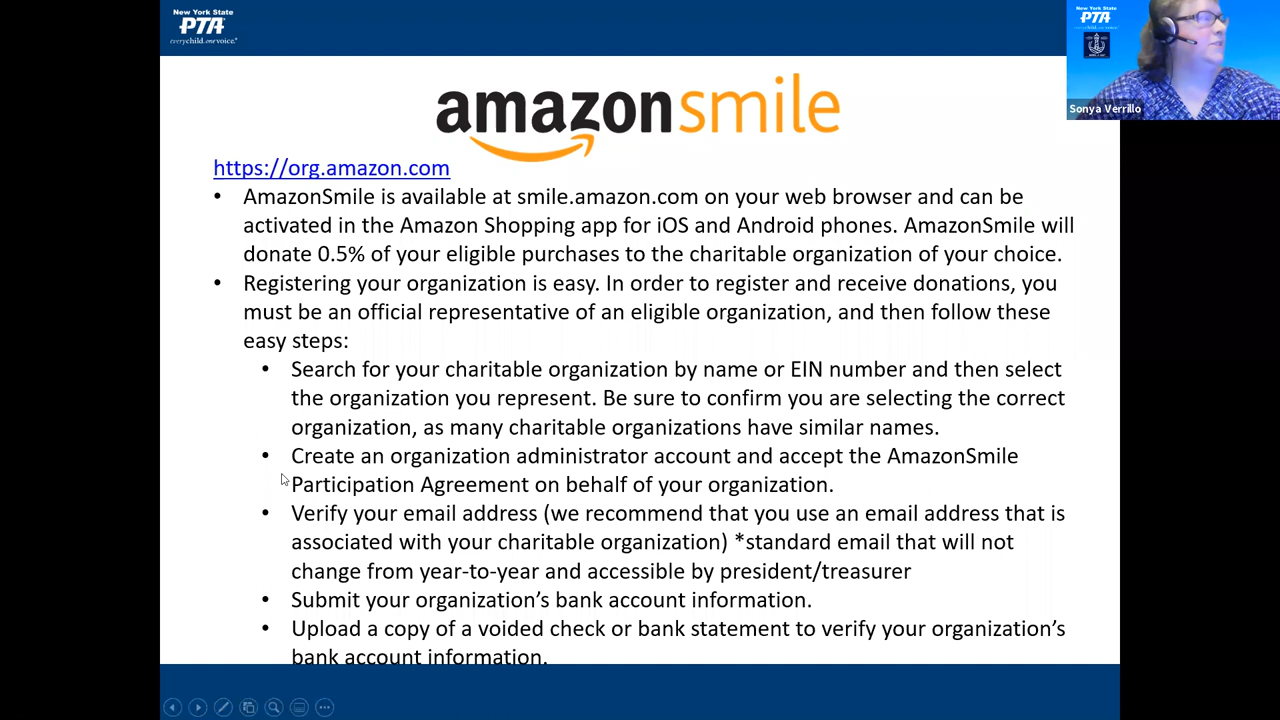 New York State
PTA
everychild.onevoice.®
New York State
PTA
Sonya Verrillo
amazonsmile
https://org.amazon.com
• AmazonSmile is available at smile.amazon.com on your web browser and can be
activated in the Amazon Shopping app for iOS and Android phones. AmazonSmile will
donate 0.5% of your eligible purchases to the charitable organization of your choice.
• Registering your organization is easy. In order to register and receive donations, you
must be an official representative of an eligible organization, and then follow these
easy steps:
• Search for your charitable organization by name or EIN number and then select
the organization you represent. Be sure to confirm you are selecting the correct
organization, as many charitable organizations have similar names.
• Create an organization administrator account and accept the AmazonSmile
Participation Agreement on behalf of your organization.
• Verify your email address (we recommend that you use an email address that is
associated with your charitable organization) *standard email that will not
change from year-to-year and accessible by president/treasurer
• Submit your organization’s bank account information.
• Upload a copy of a voided check or bank statement to verify your organization’s
bank account information.